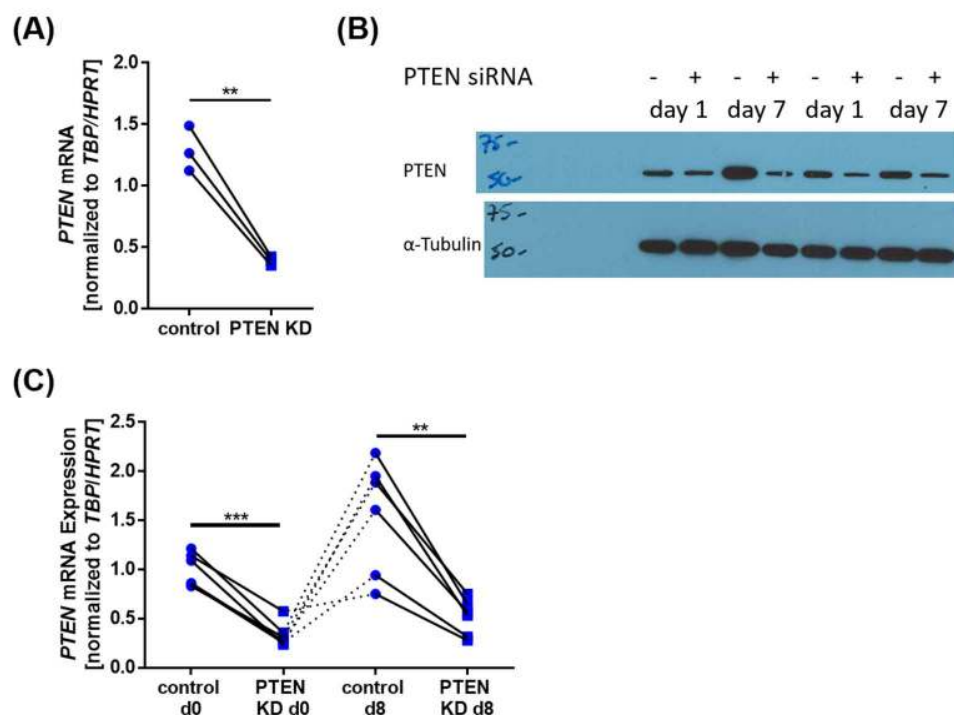 (A)
PTEN mRNA
[normalized to TBP/HPRT]
2.0
1.5
1.0
0.5
0.0
**
control PTEN KD
(B)
PTEN siRNA - + - + - + - +
day 1 day 7 day 1 day 7
PTEN
75-
50-
α-Tubulin
75-
50-
(C)
PTEN mRNA Expression
[normalized to TBP/HPRT]
2.5
2.0
1.5
1.0
0.5
0.0
***
**
control PTEN control PTEN
d0 KD d0 d8 KD d8